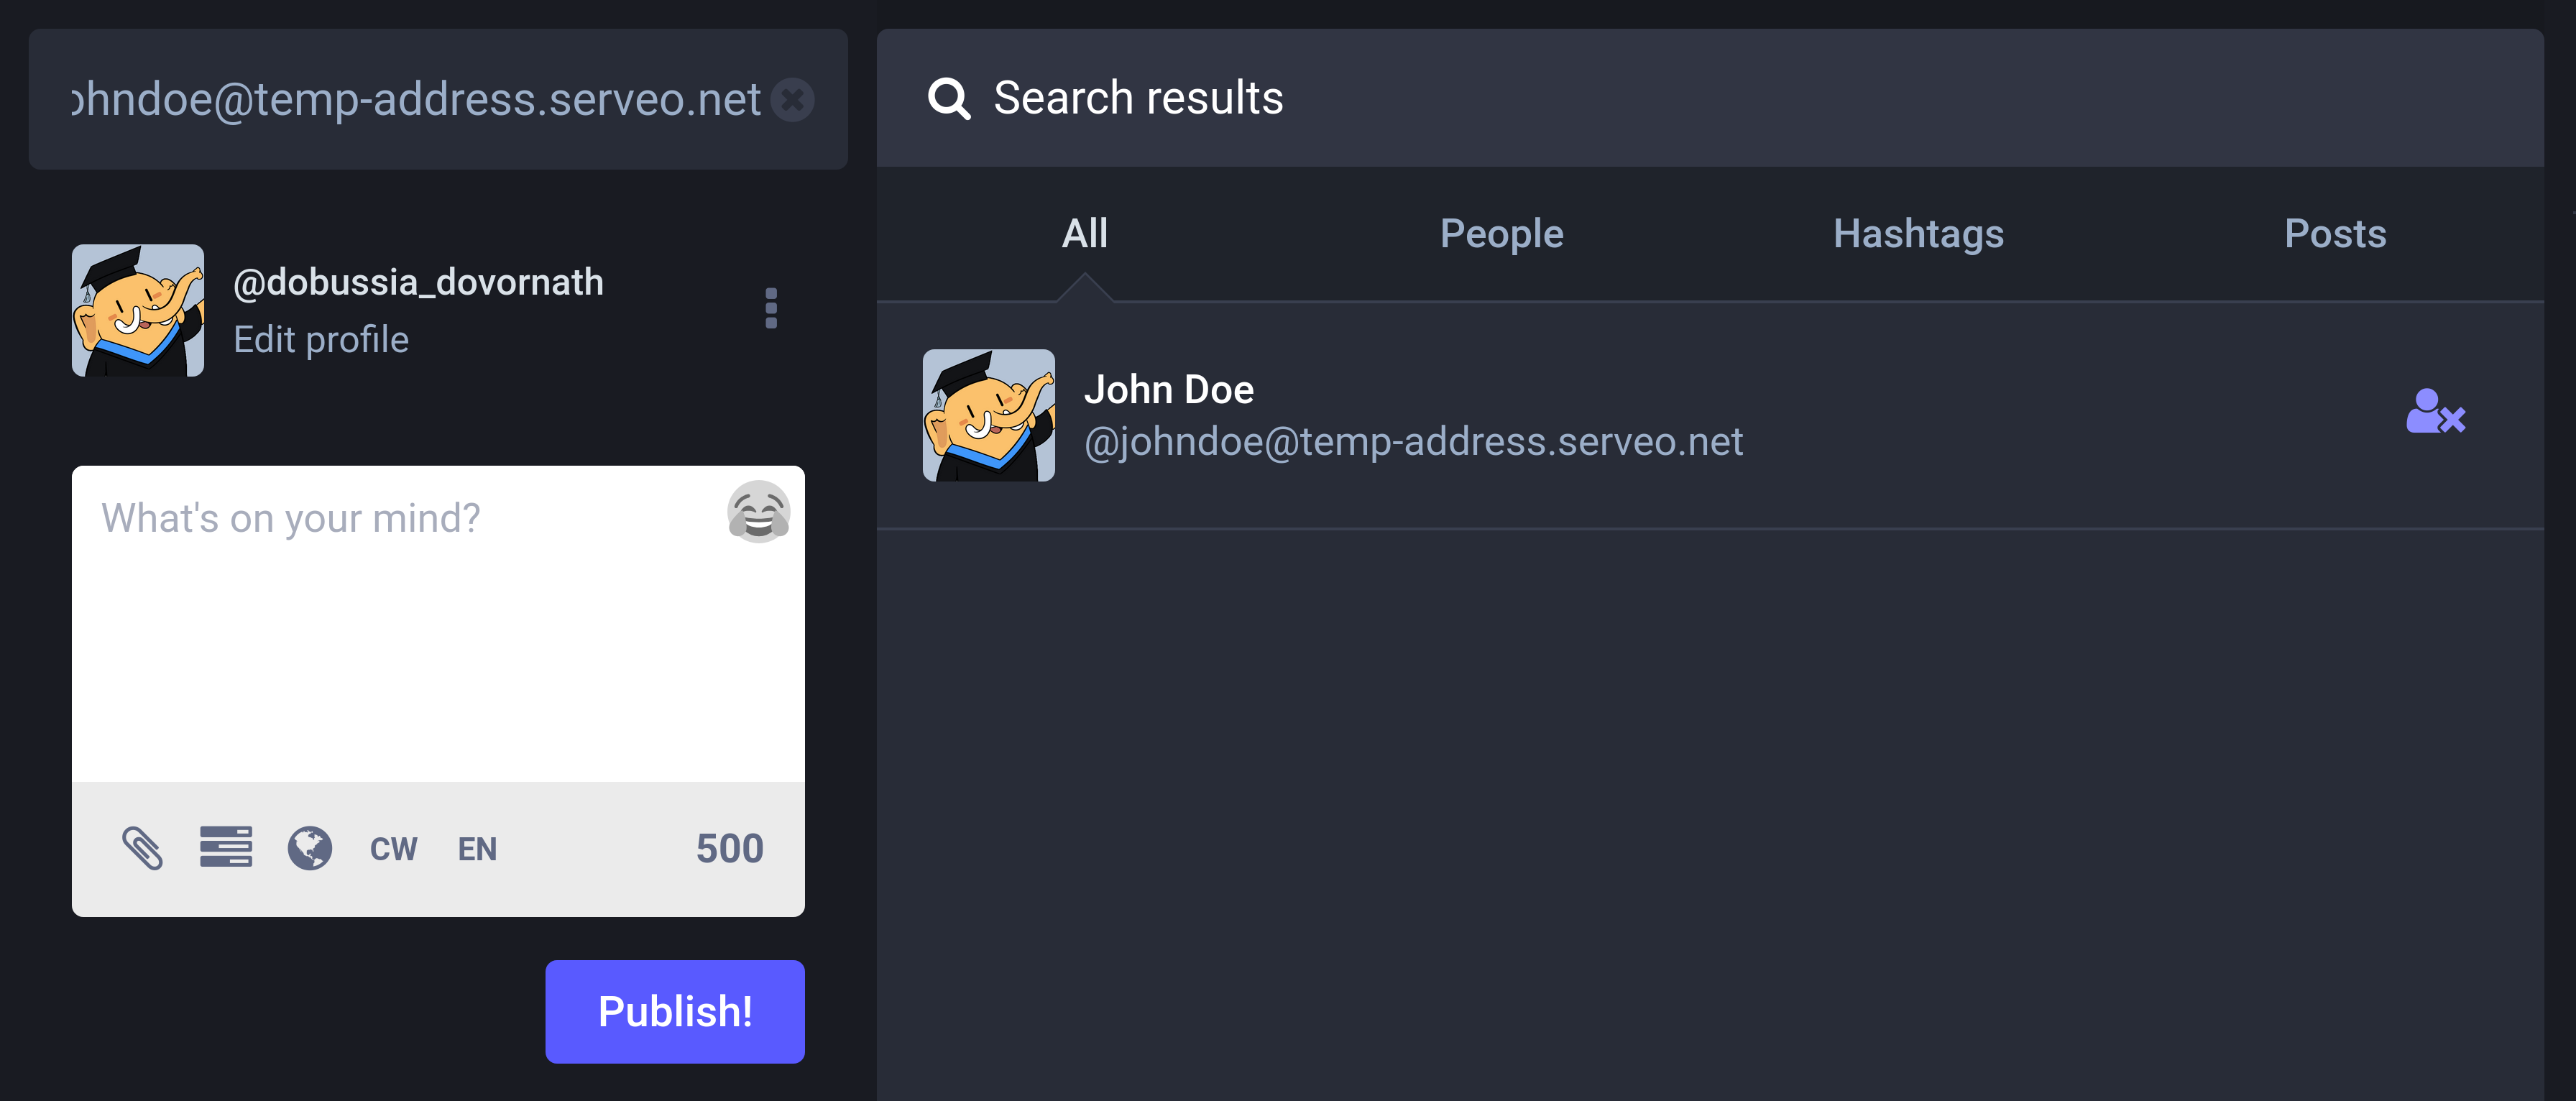 ohndoe@temp-address.serveo.net
@dobussia_dovornath
Edit profile
What's on your mind?
CW EN 500
Publish!
Search results
All People Hashtags Posts
John Doe
@johndoe@temp-address.serveo.net